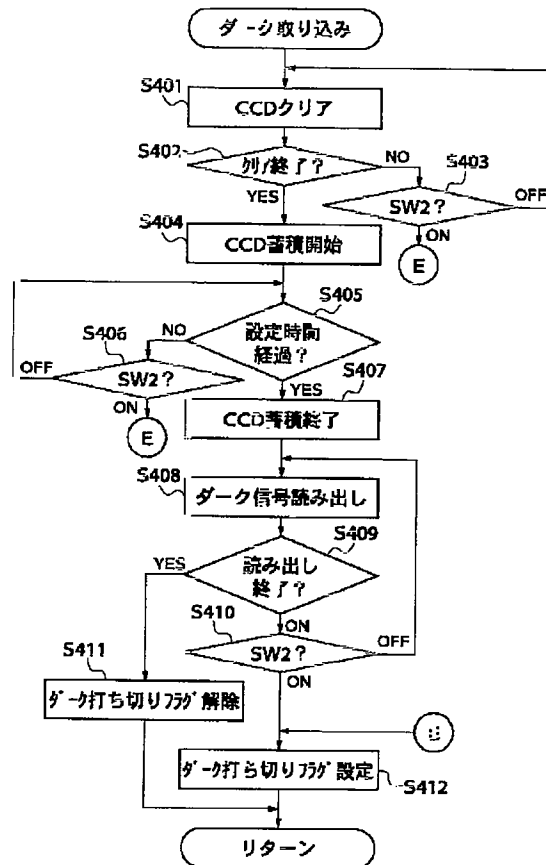 ダーク取り込み
S401
CCDクリア
S402
クリア終了?
NO
S403
YES
SW2?
OFF
S404
ON
CCD蓄積開始
E
S405
S406
NO
設定時間
経過?
OFF
SW2?
YES
S407
ON
CCD蓄積終了
E
S408
ダーク信号読み出し
S409
YES
読み出し
終了?
S410
ON
SW2?
OFF
S411
ON
ダーク打ち切りフラグ解除
ダーク打ち切りフラグ設定
S412
リターン